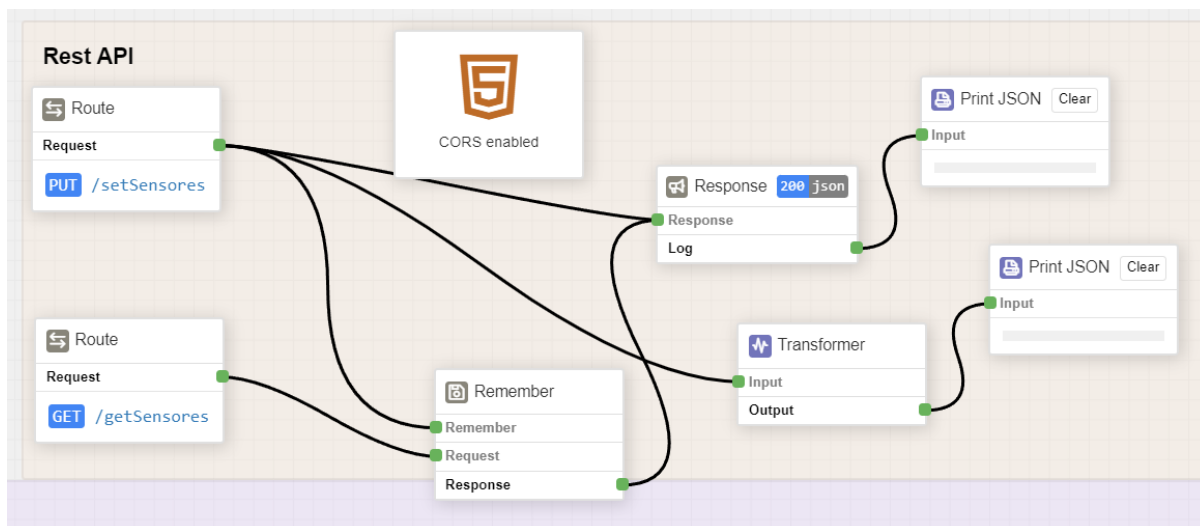 Rest API
Route
Request
PUT /setSensores
CORS enabled
Print JSON Clear
Input
Response 200 json
Response
Log
Print JSON Clear
Input
Route
Request
GET /getSensores
Transformer
Input
Output
Remember
Remember
Request
Response